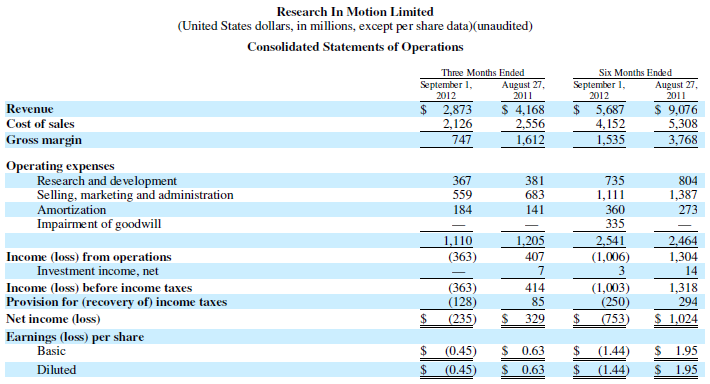 Research In Motion Limited
(United States dollars, in millions, except per share data)(unaudited)
Consolidated Statements of Operations
Three Months Ended Six Months Ended
September 1, 2012 August 27, 2011 September 1, 2012 August 27, 2011
Revenue $ 2,873 $ 4,168 $ 5,687 $ 9,076
Cost of sales 2,126 2,556 4,152 5,308
Gross margin 747 1,612 1,535 3,768
Operating expenses
Research and development 367 381 735 804
Selling, marketing and administration 559 683 1,111 1,387
Amortization 184 141 360 273
Impairment of goodwill — — 335 —
1,110 1,205 2,541 2,464
Income (loss) from operations (363) 407 (1,006) 1,304
Investment income, net — 7 3 14
Income (loss) before income taxes (363) 414 (1,003) 1,318
Provision for (recovery of) income taxes (128) 85 (250) 294
Net income (loss) $ (235) $ 329 $ (753) $ 1,024
Earnings (loss) per share
Basic $ (0.45) $ 0.63 $ (1.44) $ 1.95
Diluted $ (0.45) $ 0.63 $ (1.44) $ 1.95